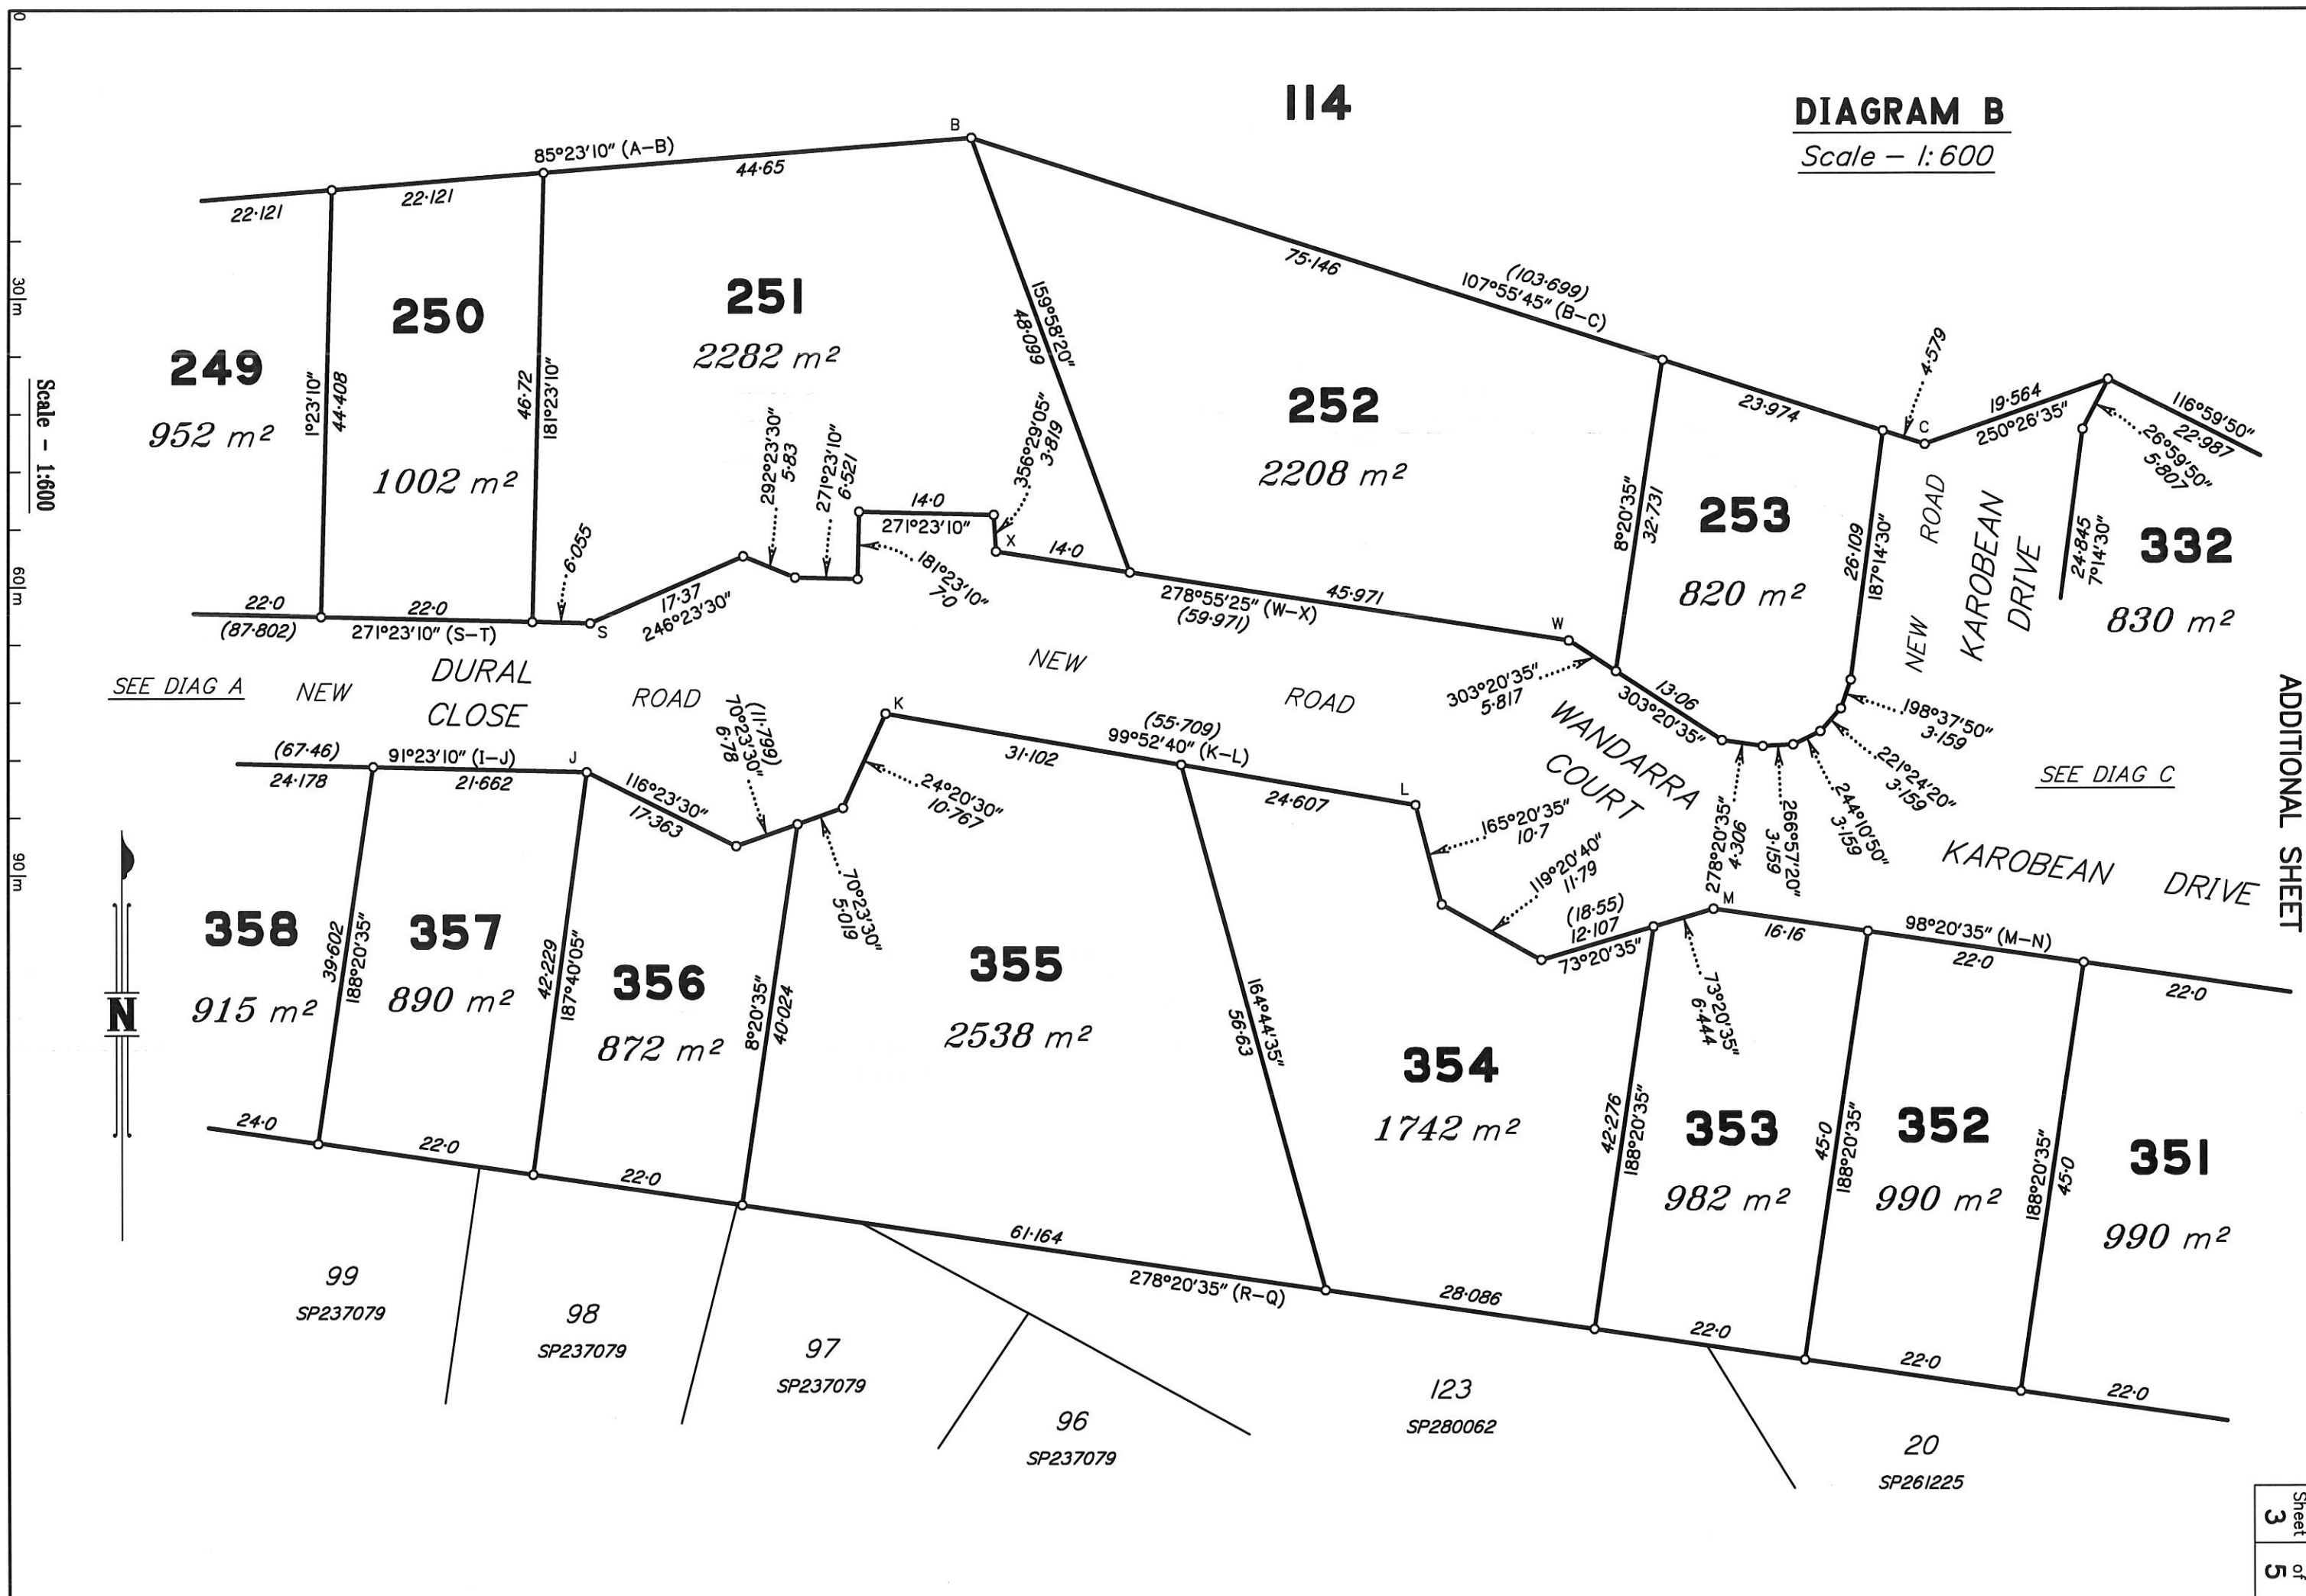 DIAGRAM B
Scale – 1:600
114
B
85°23'10" (A–B)
44·65
22·121
22·121
75·146
(103·699)
107°55'45" (B–C)
249
952 m²
1°23'10"
44·408
250
1002 m²
46·72
181°23'10"
251
2282 m²
159°58'20"
48·099
252
2208 m²
8°20'35"
32·731
23·974
4·579
C
19·564
250°26'35"
116°59'50"
22·987
26°59'50"
5·807
24·845
7°14'30"
332
830 m²
253
820 m²
26·109
187°14'30"
NEW ROAD
KAROBEAN
DRIVE
292°23'30"
5·83
271°23'10"
6·521
14·0
271°23'10"
356°29'05"
3·819
X
14·0
181°23'10"
7·0
6·055
S
17·37
246°23'30"
22·0
(87·802)
22·0
271°23'10" (S–T)
45·971
278°55'25" (W–X)
(59·971)
W
303°20'35"
5·817
13·06
303°20'35"
198°37'50"
3·159
221°24'20"
3·159
244°10'50"
3·159
266°57'20"
3·159
278°20'35"
4·306
SEE DIAG A
NEW
DURAL
CLOSE
ROAD
NEW
ROAD
WANDARRA
COURT
SEE DIAG C
KAROBEAN DRIVE
(67·46)
24·178
91°23'10" (I–J)
21·662
J
116°23'30"
17·363
(11·799)
70°23'30"
6·78
K
24°20'30"
10·767
70°23'30"
5·019
31·102
(55·709)
99°52'40" (K–L)
24·607
L
165°20'35"
10·7
119°20'40"
11·79
(18·55)
12·107
73°20'35"
M
73°20'35"
6·444
16·16
98°20'35" (M–N)
22·0
22·0
358
915 m²
39·602
188°20'35"
357
890 m²
42·229
187°40'05"
356
872 m²
8°20'35"
40·024
355
2538 m²
164°44'35"
56·63
354
1742 m²
42·276
188°20'35"
353
982 m²
45·0
188°20'35"
352
990 m²
188°20'35"
45·0
351
990 m²
24·0
22·0
22·0
61·164
278°20'35" (R–Q)
28·086
22·0
22·0
22·0
99
SP237079
98
SP237079
97
SP237079
96
SP237079
123
SP280062
20
SP261225
N
0
30 m
60 m
90 m
Scale – 1:600
ADDITIONAL SHEET
Sheet of
3 5